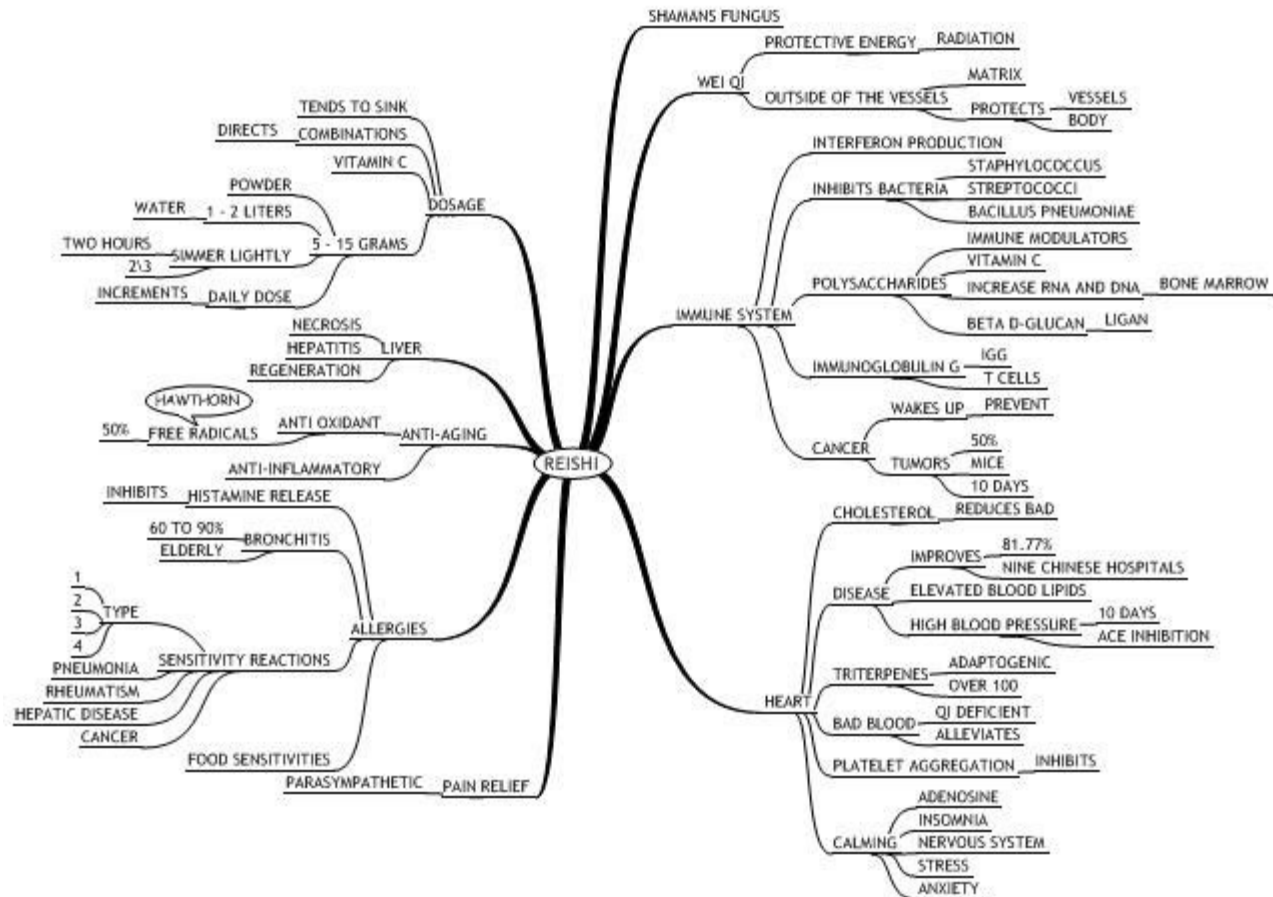 REISHI
SHAMANS FUNGUS
WEI QI
PROTECTIVE ENERGY
RADIATION
OUTSIDE OF THE VESSELS
MATRIX
PROTECTS
VESSELS
BODY
IMMUNE SYSTEM
INTERFERON PRODUCTION
INHIBITS BACTERIA
STAPHYLOCOCCUS
STREPTOCOCCI
BACILLUS PNEUMONIAE
POLYSACCHARIDES
IMMUNE MODULATORS
VITAMIN C
INCREASE RNA AND DNA
BONE MARROW
BETA D-GLUCAN
LIGAN
IMMUNOGLOBULIN G
IGG
T CELLS
CANCER
WAKES UP
PREVENT
TUMORS
50%
MICE
10 DAYS
HEART
CHOLESTEROL
REDUCES BAD
DISEASE
IMPROVES
81.77%
NINE CHINESE HOSPITALS
ELEVATED BLOOD LIPIDS
HIGH BLOOD PRESSURE
10 DAYS
ACE INHIBITION
TRITERPENES
ADAPTOGENIC
OVER 100
BAD BLOOD
QI DEFICIENT
ALLEVIATES
PLATELET AGGREGATION
INHIBITS
CALMING
ADENOSINE
INSOMNIA
NERVOUS SYSTEM
STRESS
ANXIETY
DOSAGE
TENDS TO SINK
COMBINATIONS
DIRECTS
VITAMIN C
5 - 15 GRAMS
POWDER
1 - 2 LITERS
WATER
SIMMER LIGHTLY
TWO HOURS
2\3
DAILY DOSE
INCREMENTS
LIVER
NECROSIS
HEPATITIS
REGENERATION
ANTI-AGING
ANTI OXIDANT
HAWTHORN
FREE RADICALS
50%
ANTI-INFLAMMATORY
ALLERGIES
HISTAMINE RELEASE
INHIBITS
BRONCHITIS
60 TO 90%
ELDERLY
SENSITIVITY REACTIONS
TYPE
1
2
3
4
PNEUMONIA
RHEUMATISM
HEPATIC DISEASE
CANCER
FOOD SENSITIVITIES
PAIN RELIEF
PARASYMPATHETIC